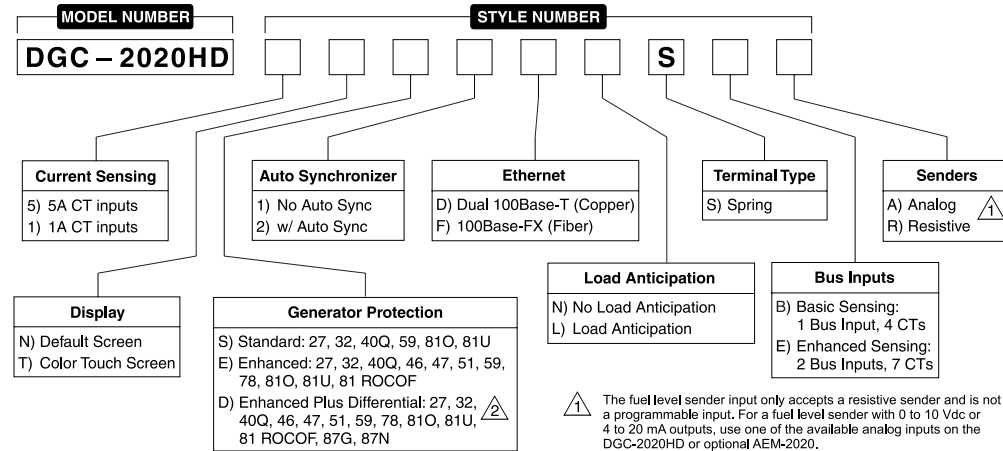 MODEL NUMBER
STYLE NUMBER
DGC – 2020HD
S
Current Sensing
5) 5A CT inputs
1) 1A CT inputs
Auto Synchronizer
1) No Auto Sync
2) w/ Auto Sync
Ethernet
D) Dual 100Base-T (Copper)
F) 100Base-FX (Fiber)
Terminal Type
S) Spring
Senders
A) Analog
R) Resistive
1
Display
N) Default Screen
T) Color Touch Screen
Generator Protection
S) Standard: 27, 32, 40Q, 59, 81O, 81U
E) Enhanced: 27, 32, 40Q, 46, 47, 51, 59,
78, 81O, 81U, 81 ROCOF
D) Enhanced Plus Differential: 27, 32,
40Q, 46, 47, 51, 59, 78, 81O, 81U,
81 ROCOF, 87G, 87N
2
Load Anticipation
N) No Load Anticipation
L) Load Anticipation
Bus Inputs
B) Basic Sensing:
1 Bus Input, 4 CTs
E) Enhanced Sensing:
2 Bus Inputs, 7 CTs
1
The fuel level sender input only accepts a resistive sender and is not
a programmable input. For a fuel level sender with 0 to 10 Vdc or
4 to 20 mA outputs, use one of the available analog inputs on the
DGC-2020HD or optional AEM-2020.